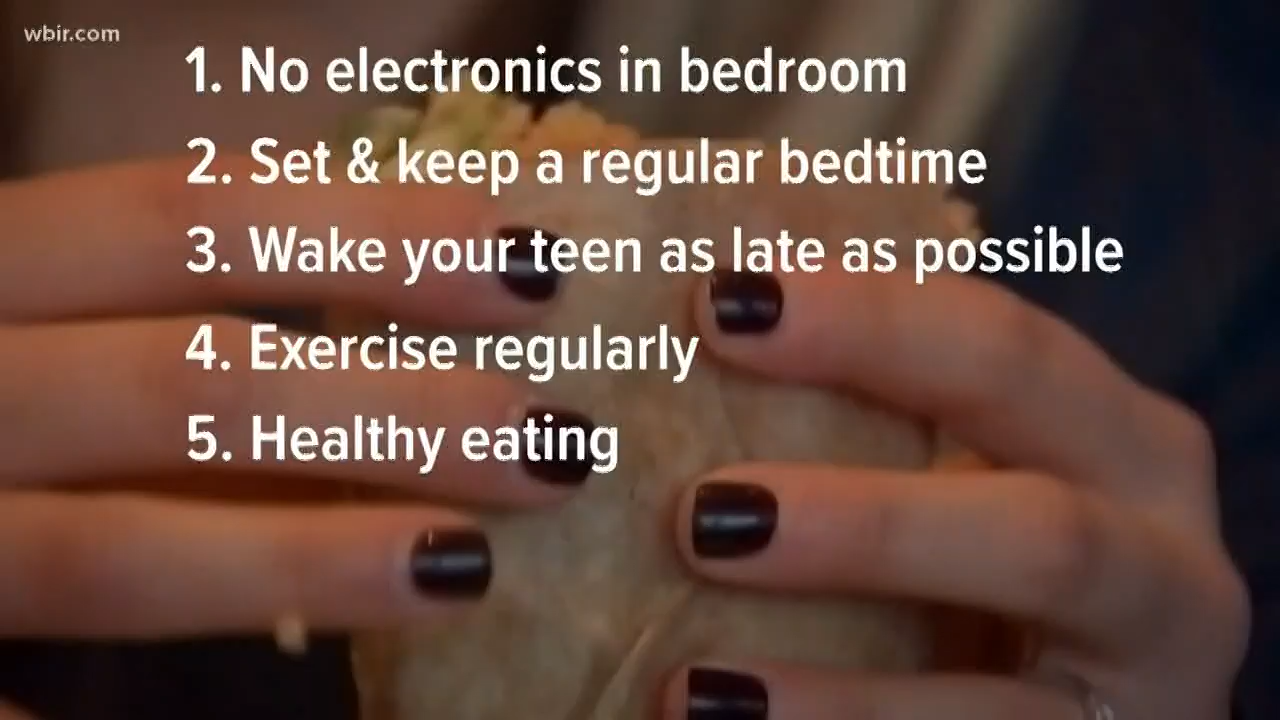 wbir.com
1. No electronics in bedroom
2. Set & keep a regular bedtime
3. Wake your teen as late as possible
4. Exercise regularly
5. Healthy eating